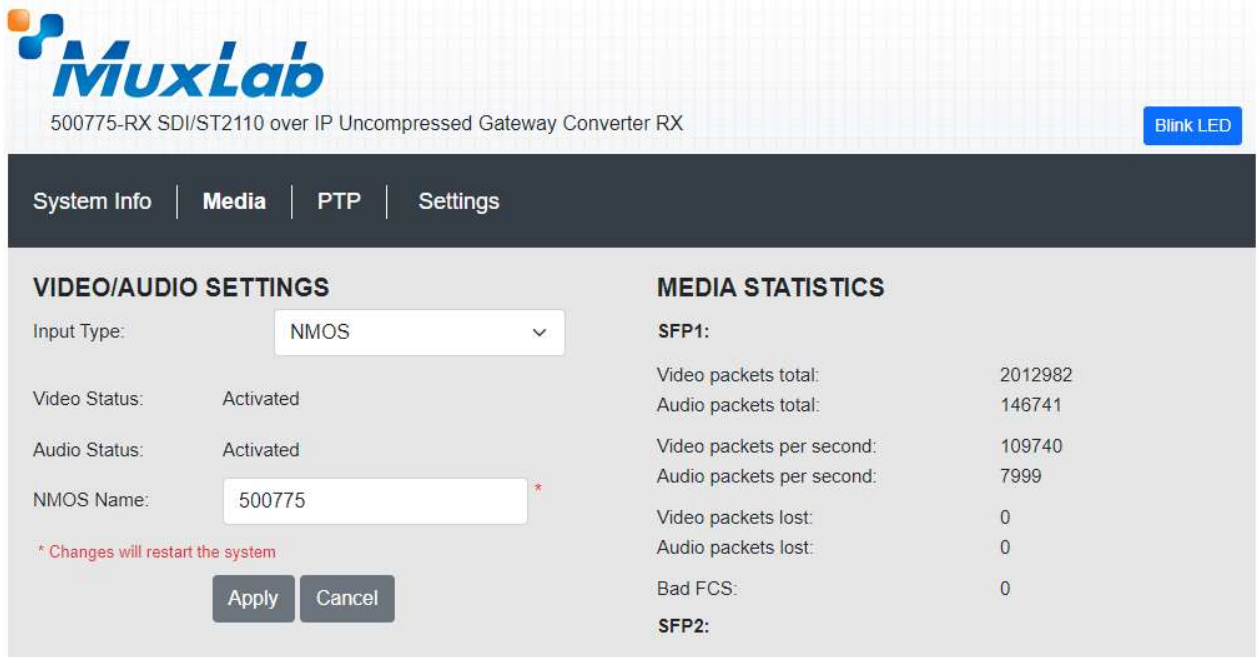 MuxLab
500775-RX SDI/ST2110 over IP Uncompressed Gateway Converter RX
Blink LED
System Info
Media
PTP
Settings
VIDEO/AUDIO SETTINGS
Input Type: NMOS
Video Status: Activated
Audio Status: Activated
NMOS Name: 500775 *
* Changes will restart the system
Apply Cancel
MEDIA STATISTICS
SFP1:
Video packets total: 2012982
Audio packets total: 146741
Video packets per second: 109740
Audio packets per second: 7999
Video packets lost: 0
Audio packets lost: 0
Bad FCS: 0
SFP2: